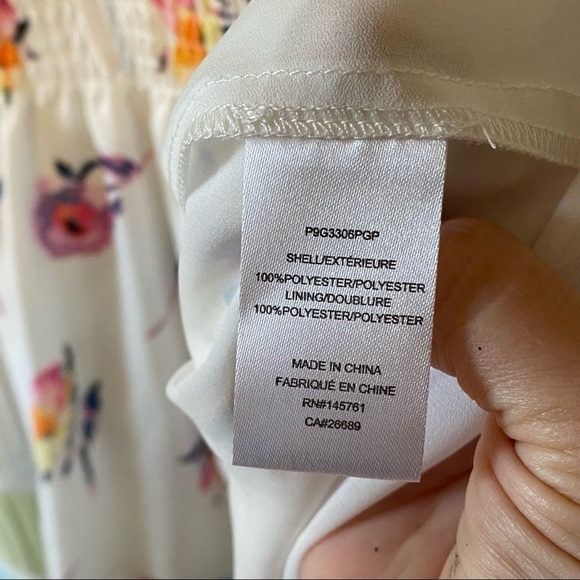 P9G3306PGP
SHELL/EXTÉRIEURE
100%POLYESTER/POLYESTER
LINING/DOUBLURE
100%POLYESTER/POLYESTER
MADE IN CHINA
FABRIQUÉ EN CHINE
RN#145761
CA#26689